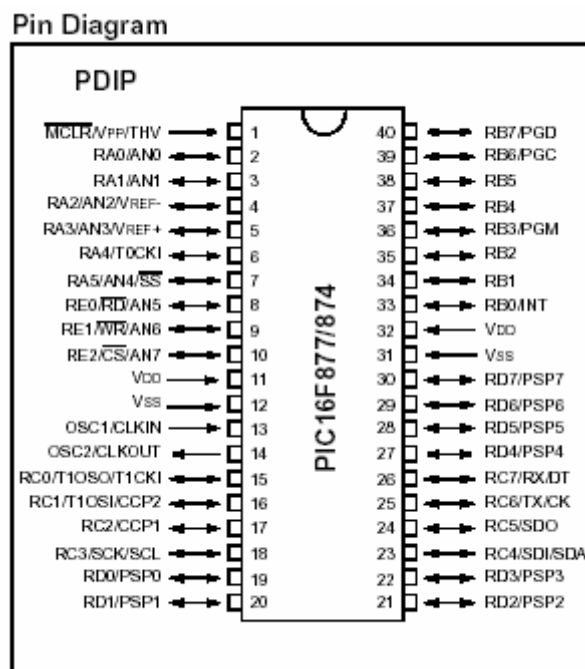 Pin Diagram
PDIP
MCLR/VPP/THV 1 40 RB7/PGD
RA0/AN0 2 39 RB6/PGC
RA1/AN1 3 38 RB5
RA2/AN2/VREF- 4 37 RB4
RA3/AN3/VREF+ 5 36 RB3/PGM
RA4/T0CKI 6 35 RB2
RA5/AN4/SS 7 34 RB1
RE0/RD/AN5 8 33 RB0/INT
RE1/WR/AN6 9 32 VDD
RE2/CS/AN7 10 31 VSS
VDD 11 30 RD7/PSP7
VSS 12 29 RD6/PSP6
OSC1/CLKIN 13 28 RD5/PSP5
OSC2/CLKOUT 14 27 RD4/PSP4
RC0/T1OSO/T1CKI 15 26 RC7/RX/DT
RC1/T1OSI/CCP2 16 25 RC6/TX/CK
RC2/CCP1 17 24 RC5/SDO
RC3/SCK/SCL 18 23 RC4/SDI/SDA
RD0/PSP0 19 22 RD3/PSP3
RD1/PSP1 20 21 RD2/PSP2
PIC16F877/874